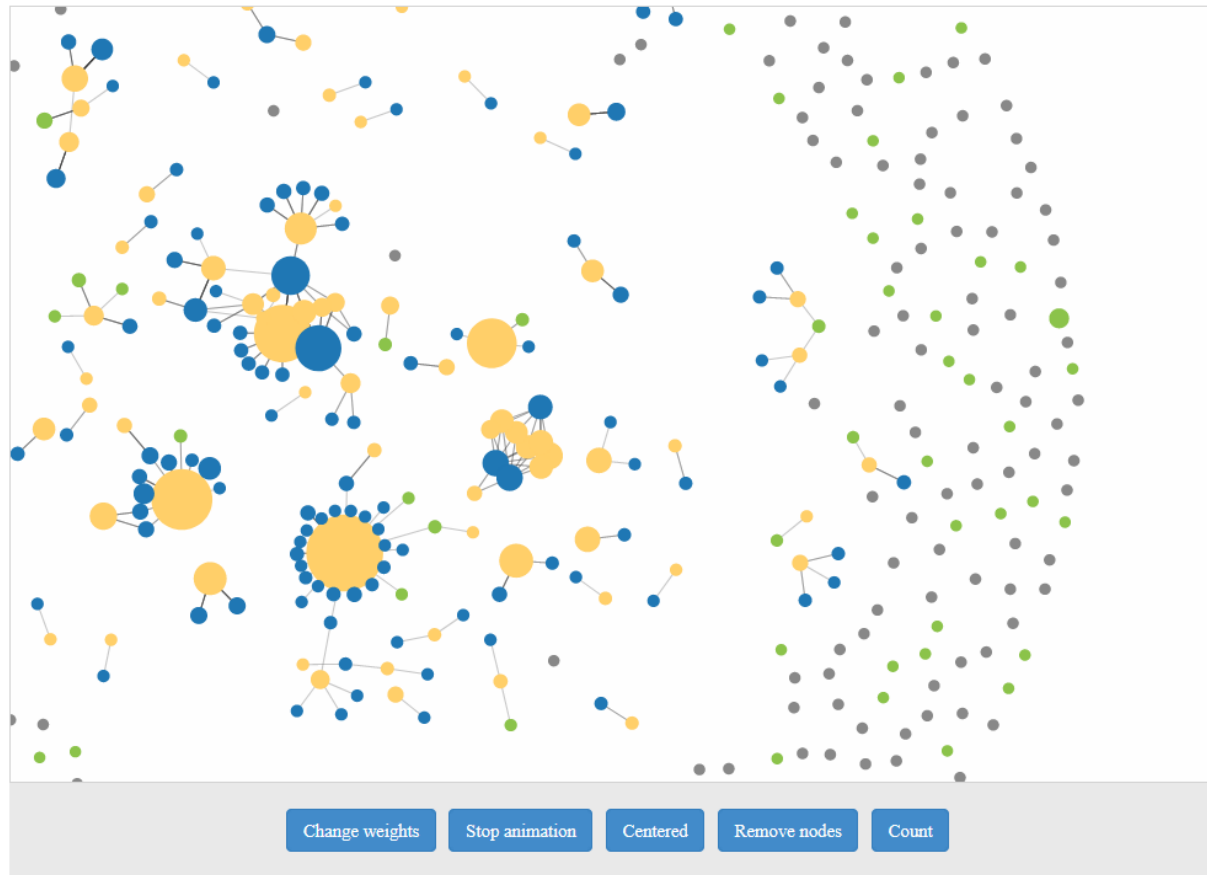 Change weights
Stop animation
Centered
Remove nodes
Count